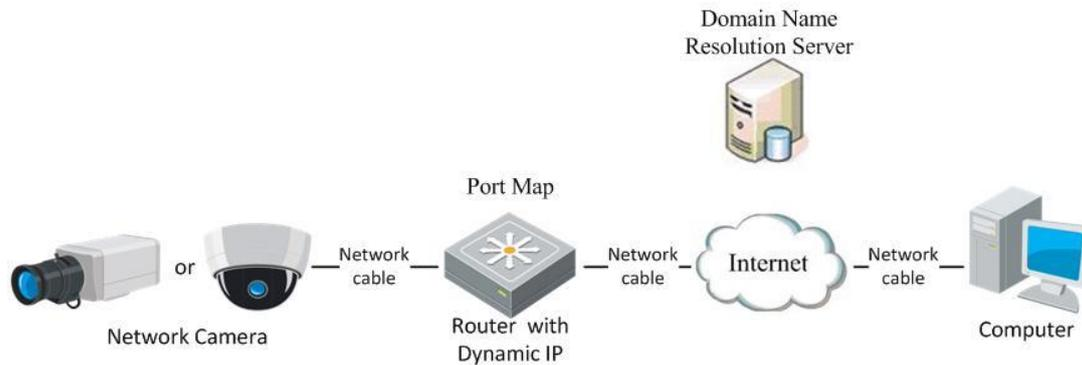 Domain Name
Resolution Server
Port Map
or
Network
cable
Network
cable
Internet
Network
cable
Network Camera
Router with
Dynamic IP
Computer